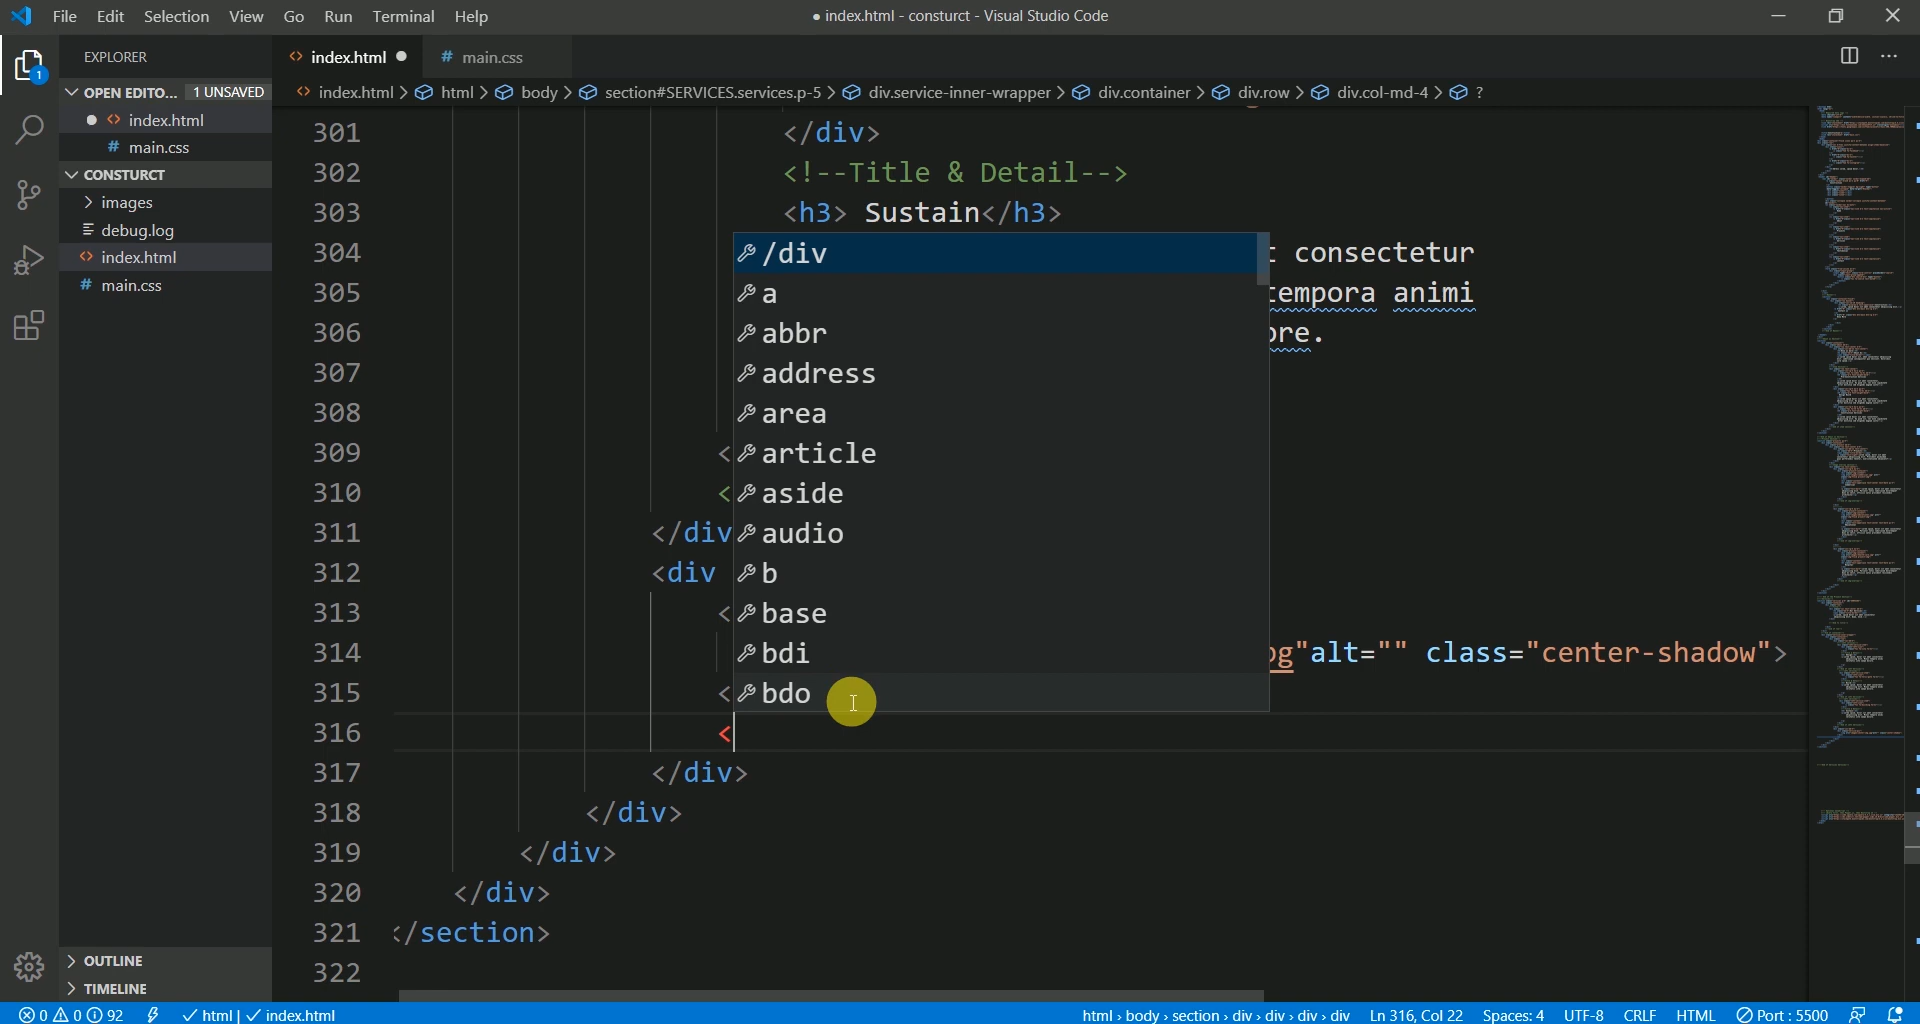 File Edit Selection View Go Run Terminal Help
● index.html - consturct - Visual Studio Code
EXPLORER
index.html ●
# main.css
OPEN EDITO... 1 UNSAVED
index.html > html > body > section#SERVICES.services.p-5 > div.service-inner-wrapper > div.container > div.row > div.col-md-4 > ?
1
● <> index.html
# main.css
CONSTURCT
images
debug.log
<> index.html
# main.css
301 </div>
302 <!--Title & Detail-->
303 <h3> Sustain</h3>
304 consectetur
305 tempora animi
306 ore.
307
308
309 <
310 <
311 </div
312 <div
313 <
314 og"alt="" class="center-shadow">
315 <
316 <
317 </div>
318 </div>
319 </div>
320 </div>
321 </section>
322
/div
a
abbr
address
area
article
aside
audio
b
base
bdi
bdo
OUTLINE
TIMELINE
0 0 92 html | index.html
html > body > section > div > div > div > div Ln 316, Col 22 Spaces: 4 UTF-8 CRLF HTML Port : 5500